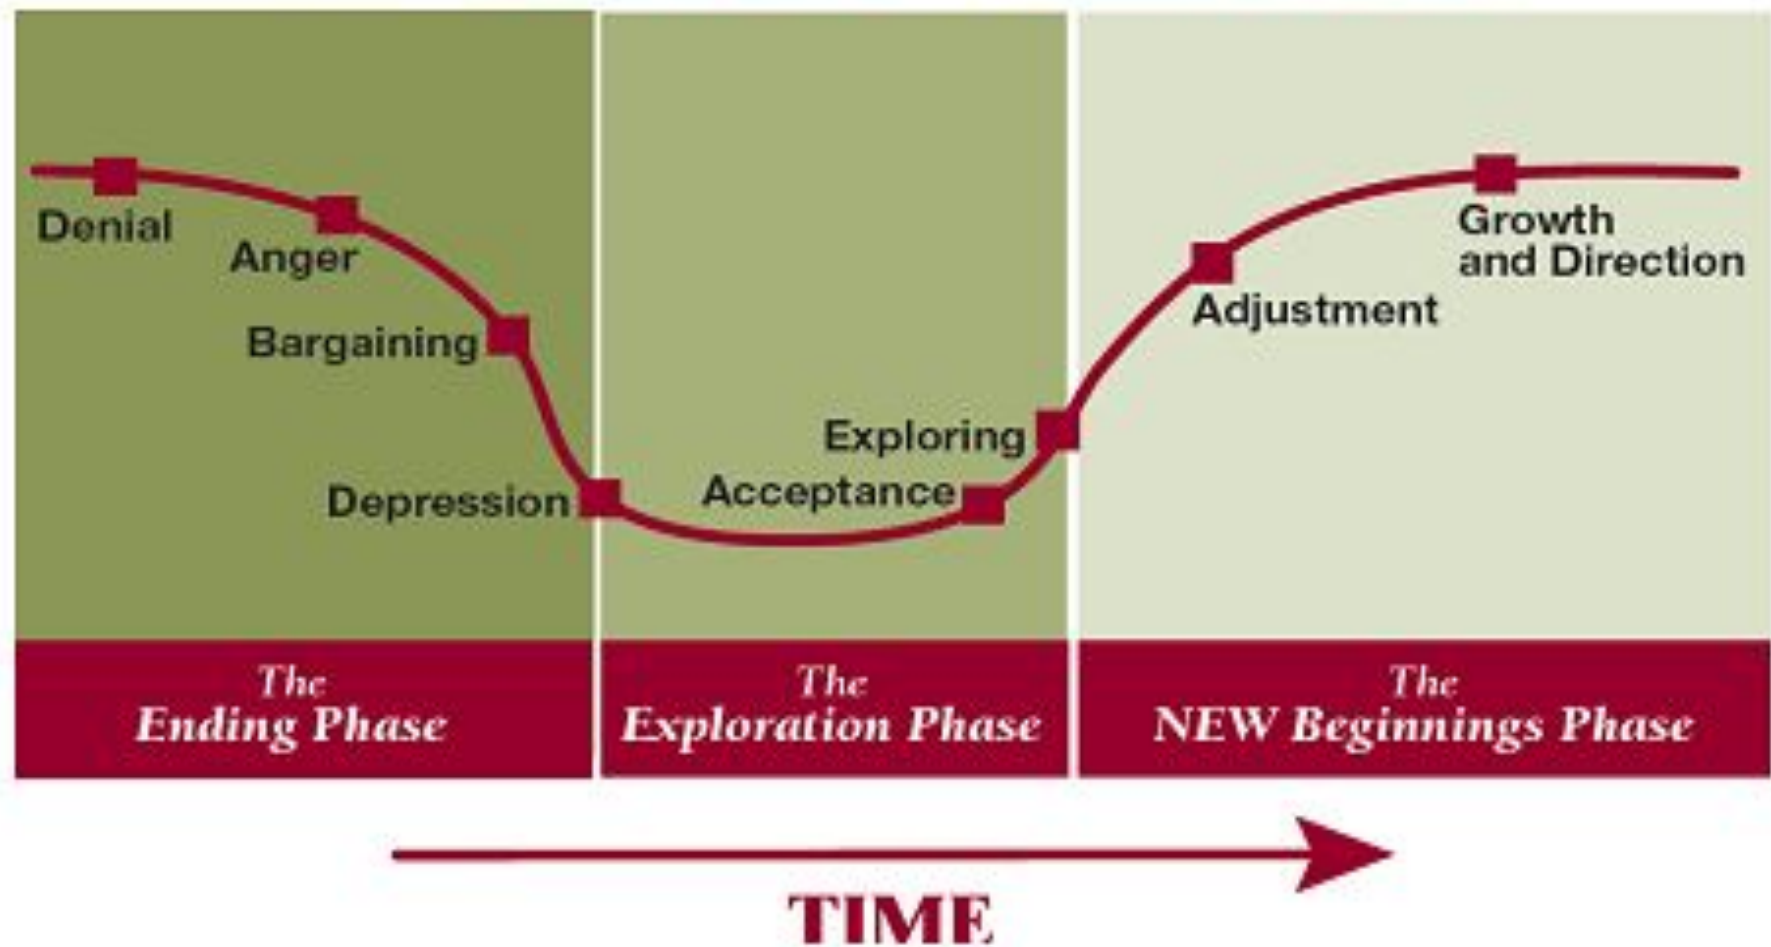 Denial
Anger
Bargaining
Depression
Acceptance
Exploring
Adjustment
Growth
and Direction
The
Ending Phase
The
Exploration Phase
The
NEW Beginnings Phase
TIME